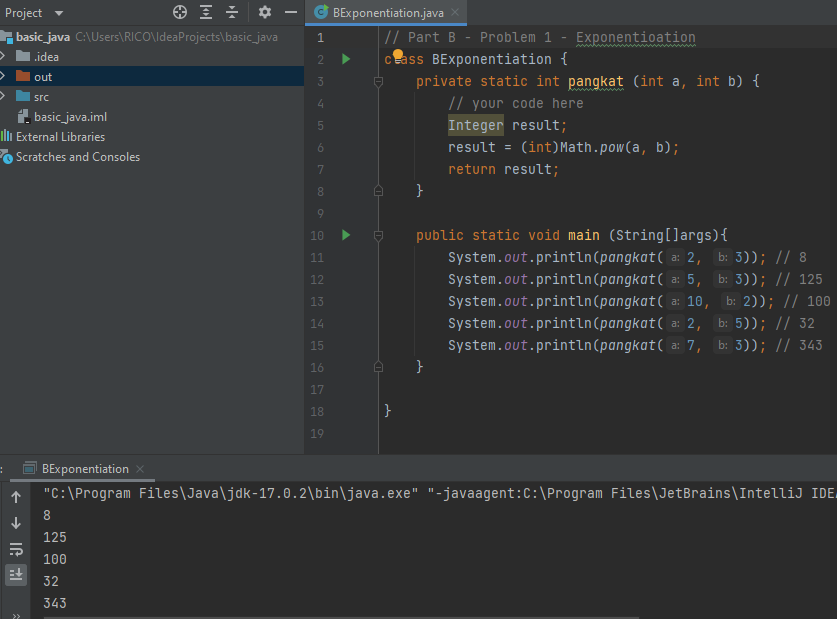 Project
BExponentiation.java
basic_java C:\Users\RICO\IdeaProjects\basic_java
.idea
out
src
basic_java.iml
External Libraries
Scratches and Consoles
1 // Part B - Problem 1 - Exponentioation
2 class BExponentiation {
3 private static int pangkat (int a, int b) {
4 // your code here
5 Integer result;
6 result = (int)Math.pow(a, b);
7 return result;
8 }
9
10 public static void main (String[]args){
11 System.out.println(pangkat( a: 2, b: 3)); // 8
12 System.out.println(pangkat( a: 5, b: 3)); // 125
13 System.out.println(pangkat( a: 10, b: 2)); // 100
14 System.out.println(pangkat( a: 2, b: 5)); // 32
15 System.out.println(pangkat( a: 7, b: 3)); // 343
16 }
17
18 }
19
: BExponentiation
"C:\Program Files\Java\jdk-17.0.2\bin\java.exe" "-javaagent:C:\Program Files\JetBrains\IntelliJ IDEA
8
125
100
32
343